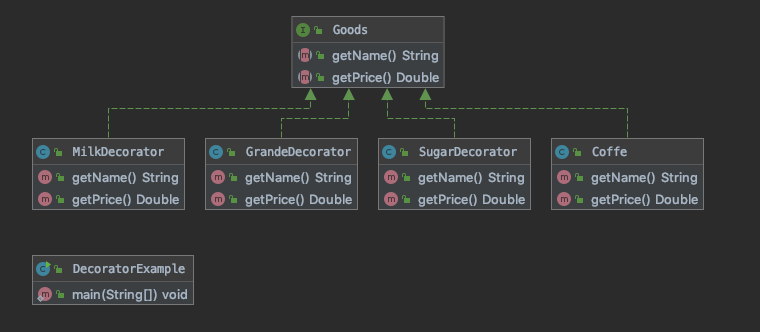 Goods
getName() String
getPrice() Double
MilkDecorator
getName() String
getPrice() Double
GrandeDecorator
getName() String
getPrice() Double
SugarDecorator
getName() String
getPrice() Double
Coffe
getName() String
getPrice() Double
DecoratorExample
main(String[]) void